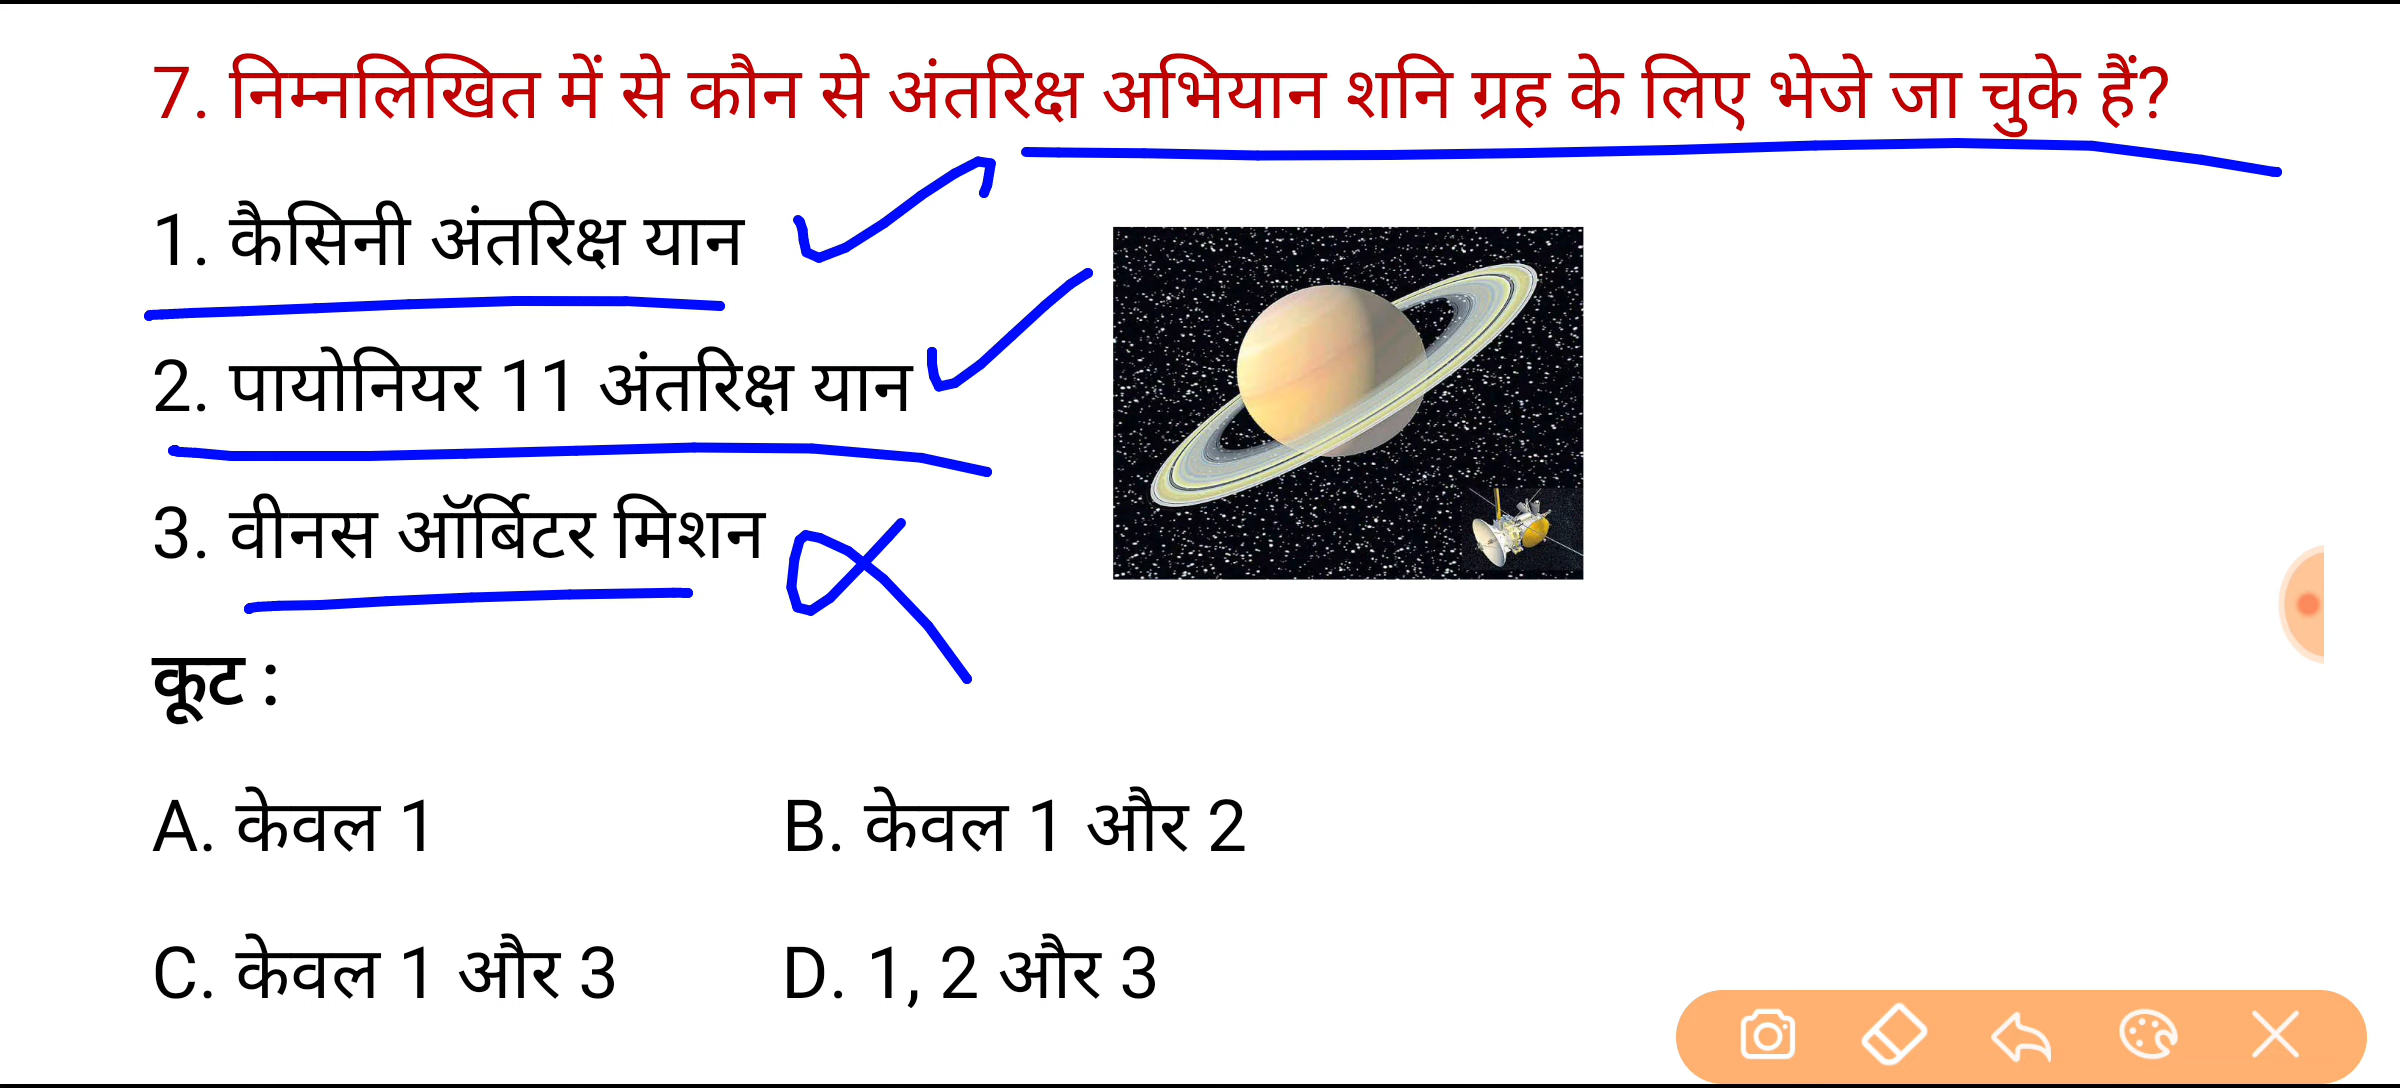 7. निम्नलिखित में से कौन से अंतरिक्ष अभियान शनि ग्रह के लिए भेजे जा चुके हैं?
1. कैसिनी अंतरिक्ष यान
2. पायोनियर 11 अंतरिक्ष यान
3. वीनस ऑर्बिटर मिशन
कूट :
A. केवल 1 B. केवल 1 और 2
C. केवल 1 और 3 D. 1, 2 और 3